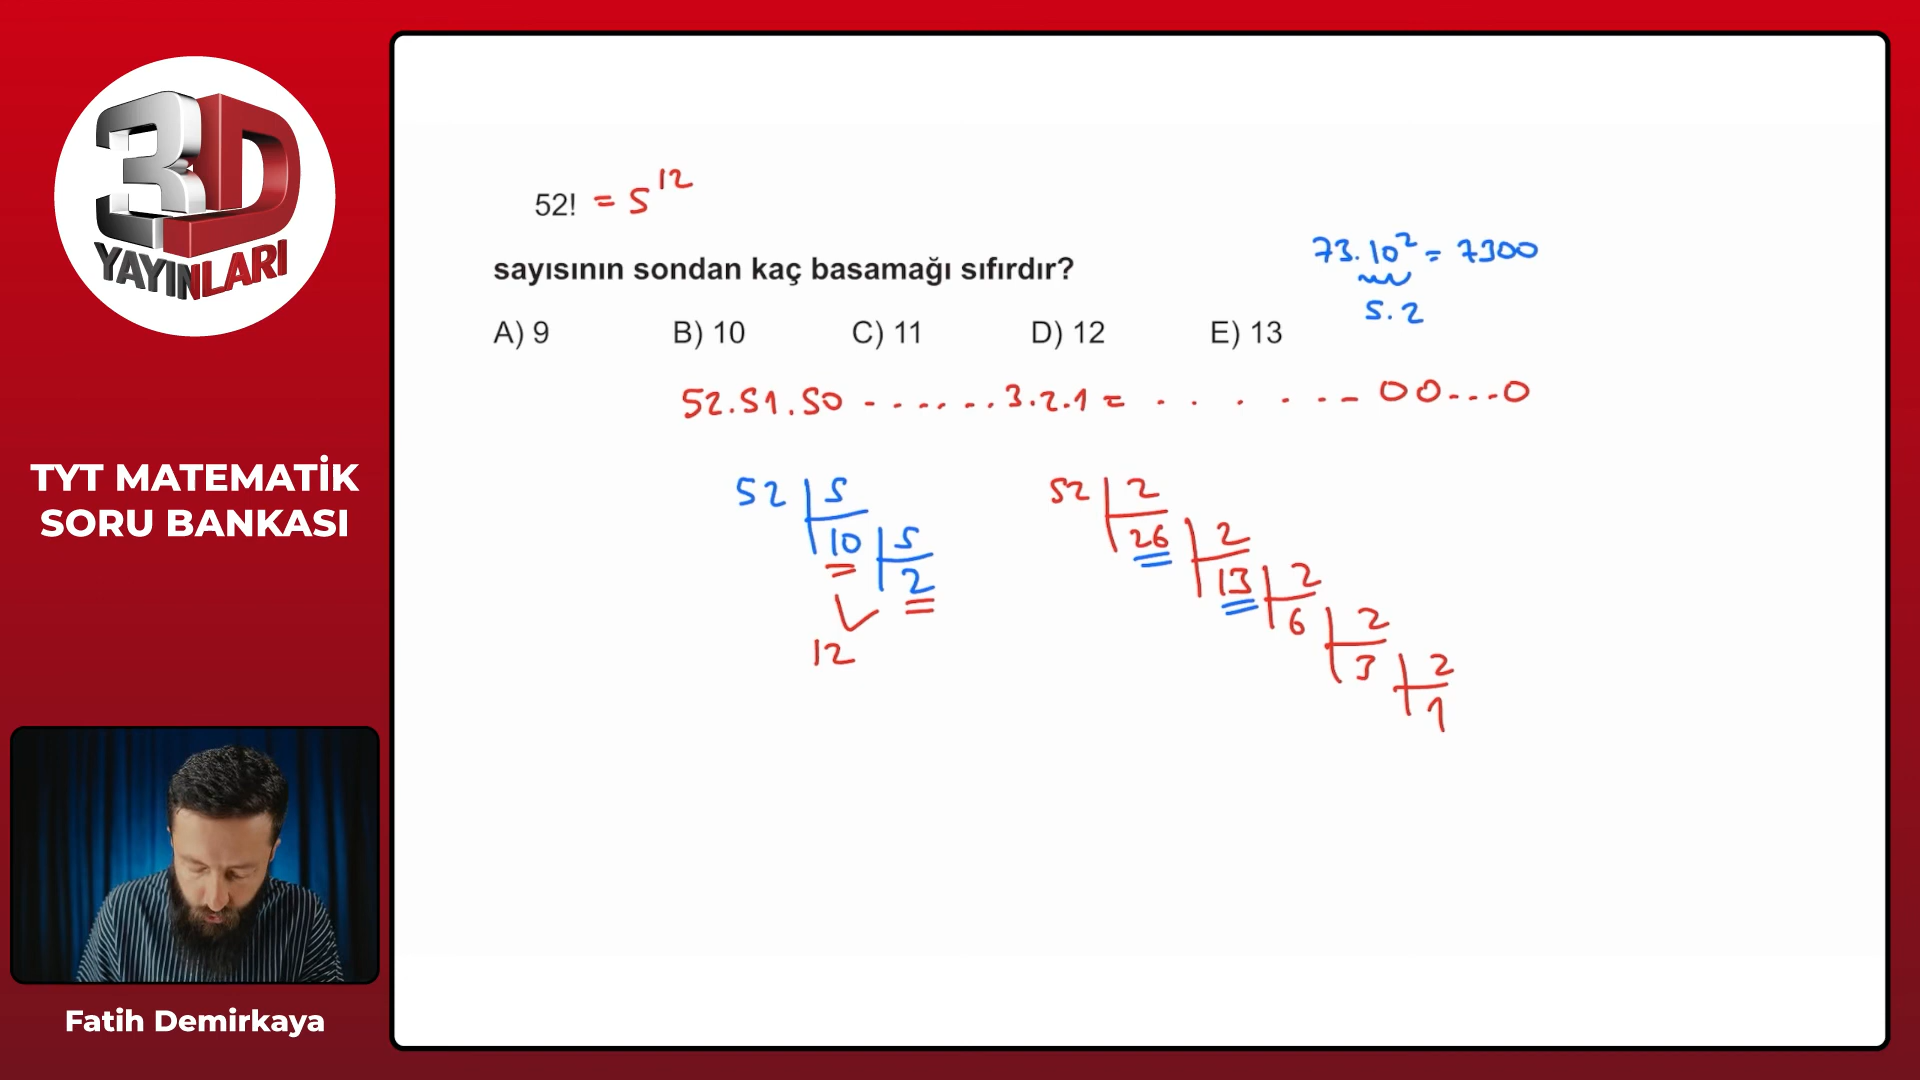 3D
YAYINLARI
TYT MATEMATİK
SORU BANKASI
Fatih Demirkaya
52! = 5^12
sayısının sondan kaç basamağı sıfırdır?
A) 9 B) 10 C) 11 D) 12 E) 13
73.10^2 = 7300
5.2
52.51.50 ------...3.2.1 = . . . ..-- 00---0
52 5
10 5
2
12
52 2
26 2
13 2
6 2
3 2
1